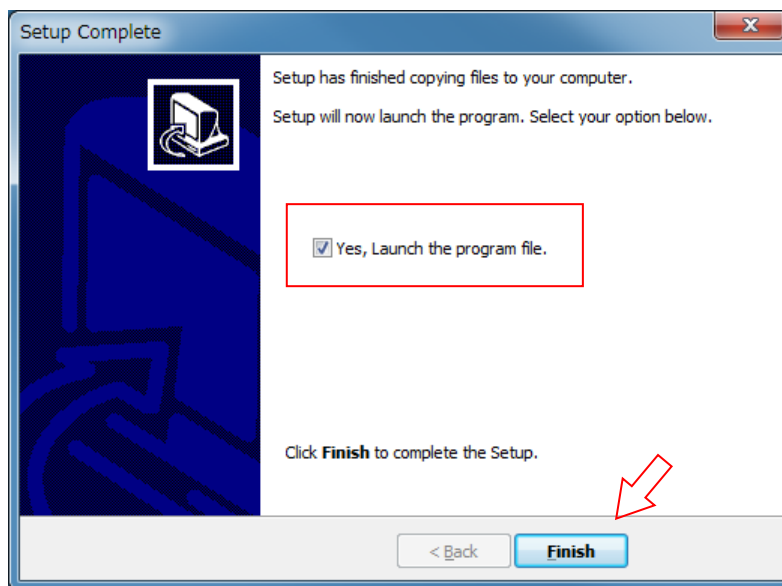 Setup Complete
Setup has finished copying files to your computer.
Setup will now launch the program. Select your option below.
Yes, Launch the program file.
Click Finish to complete the Setup.
< Back
Finish